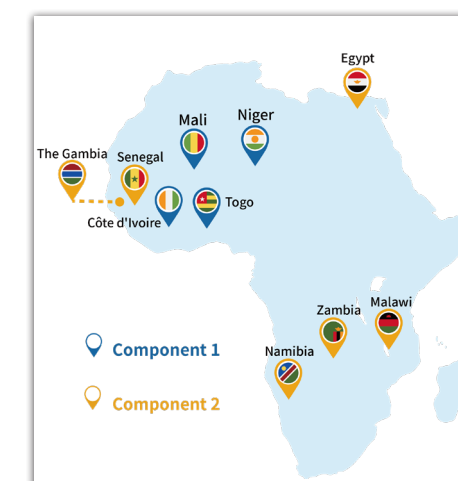 Egypt
Mali
Niger
The Gambia
Senegal
Togo
Côte d'Ivoire
Malawi
Zambia
Namibia
Component 1
Component 2